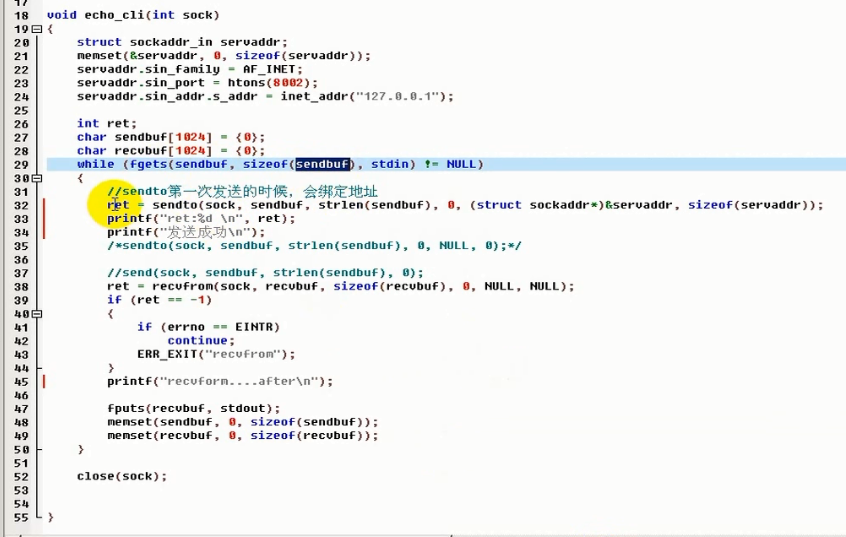 17
18 void echo_cli(int sock)
19 {
20 struct sockaddr_in servaddr;
21 memset(&servaddr, 0, sizeof(servaddr));
22 servaddr.sin_family = AF_INET;
23 servaddr.sin_port = htons(8002);
24 servaddr.sin_addr.s_addr = inet_addr("127.0.0.1");
25
26 int ret;
27 char sendbuf[1024] = {0};
28 char recvbuf[1024] = {0};
29 while (fgets(sendbuf, sizeof(sendbuf), stdin) != NULL)
30 {
31 //sendto第一次发送的时候，会绑定地址
32 ret = sendto(sock, sendbuf, strlen(sendbuf), 0, (struct sockaddr*)&servaddr, sizeof(servaddr));
33 printf("ret:%d \n", ret);
34 printf("发送成功\n");
35 /*sendto(sock, sendbuf, strlen(sendbuf), 0, NULL, 0);*/
36
37 //send(sock, sendbuf, strlen(sendbuf), 0);
38 ret = recvfrom(sock, recvbuf, sizeof(recvbuf), 0, NULL, NULL);
39 if (ret == -1)
40 {
41 if (errno == EINTR)
42 continue;
43 ERR_EXIT("recvfrom");
44 }
45 printf("recvform....after\n");
46
47 fputs(recvbuf, stdout);
48 memset(sendbuf, 0, sizeof(sendbuf));
49 memset(recvbuf, 0, sizeof(recvbuf));
50 }
51
52 close(sock);
53
54
55 }